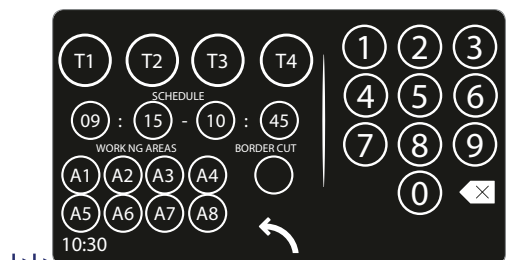 T1 T2 T3 T4
SCHEDULE
09 : 15 - 10 : 45
WORK NG AREAS BORDER CUT
A1 A2 A3 A4
A5 A6 A7 A8
10:30
1 2 3
4 5 6
7 8 9
0